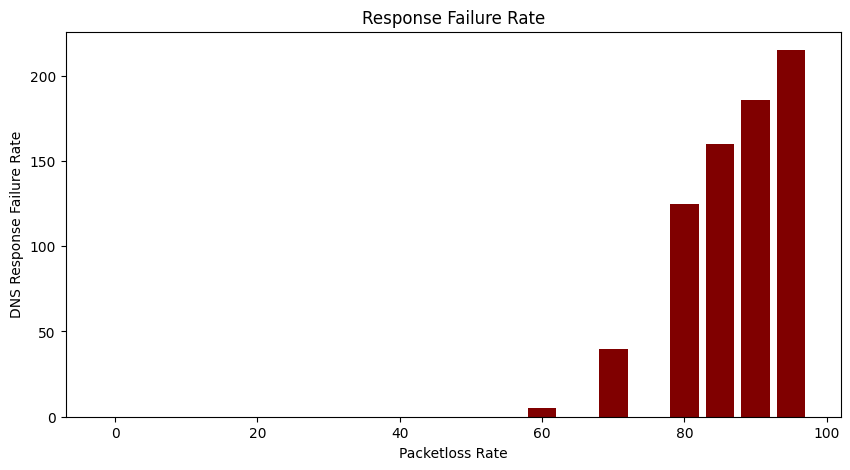 Response Failure Rate
DNS Response Failure Rate
200
150
100
50
0
0 20 40 60 80 100
Packetloss Rate